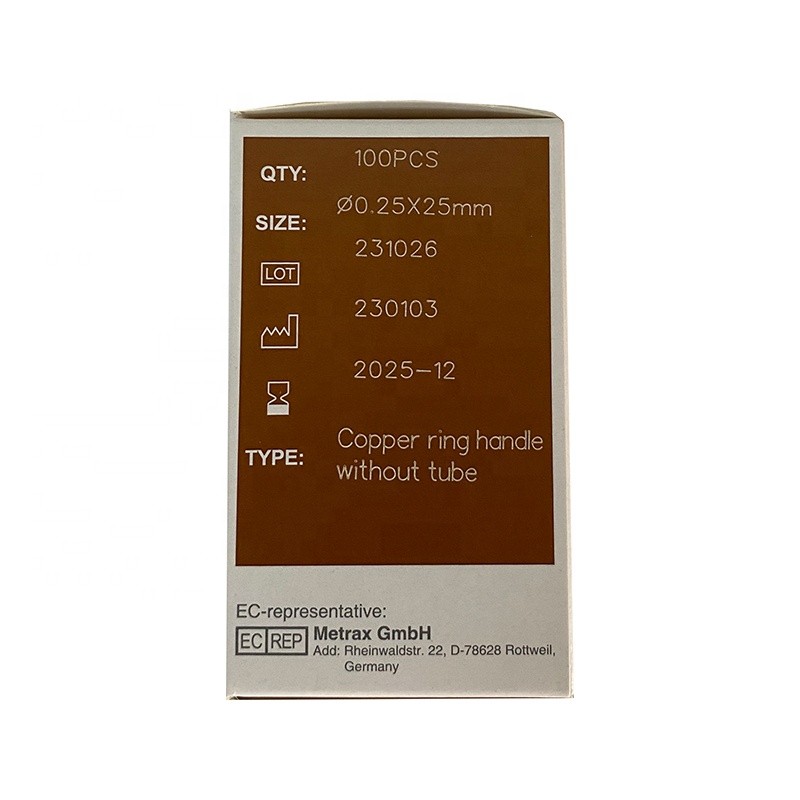 QTY: 100PCS
SIZE: Ø0.25X25mm
LOT 231026
230103
2025-12
TYPE: Copper ring handle
without tube
EC-representative:
EC REP Metrax GmbH
Add: Rheinwaldstr. 22, D-78628 Rottweil,
Germany